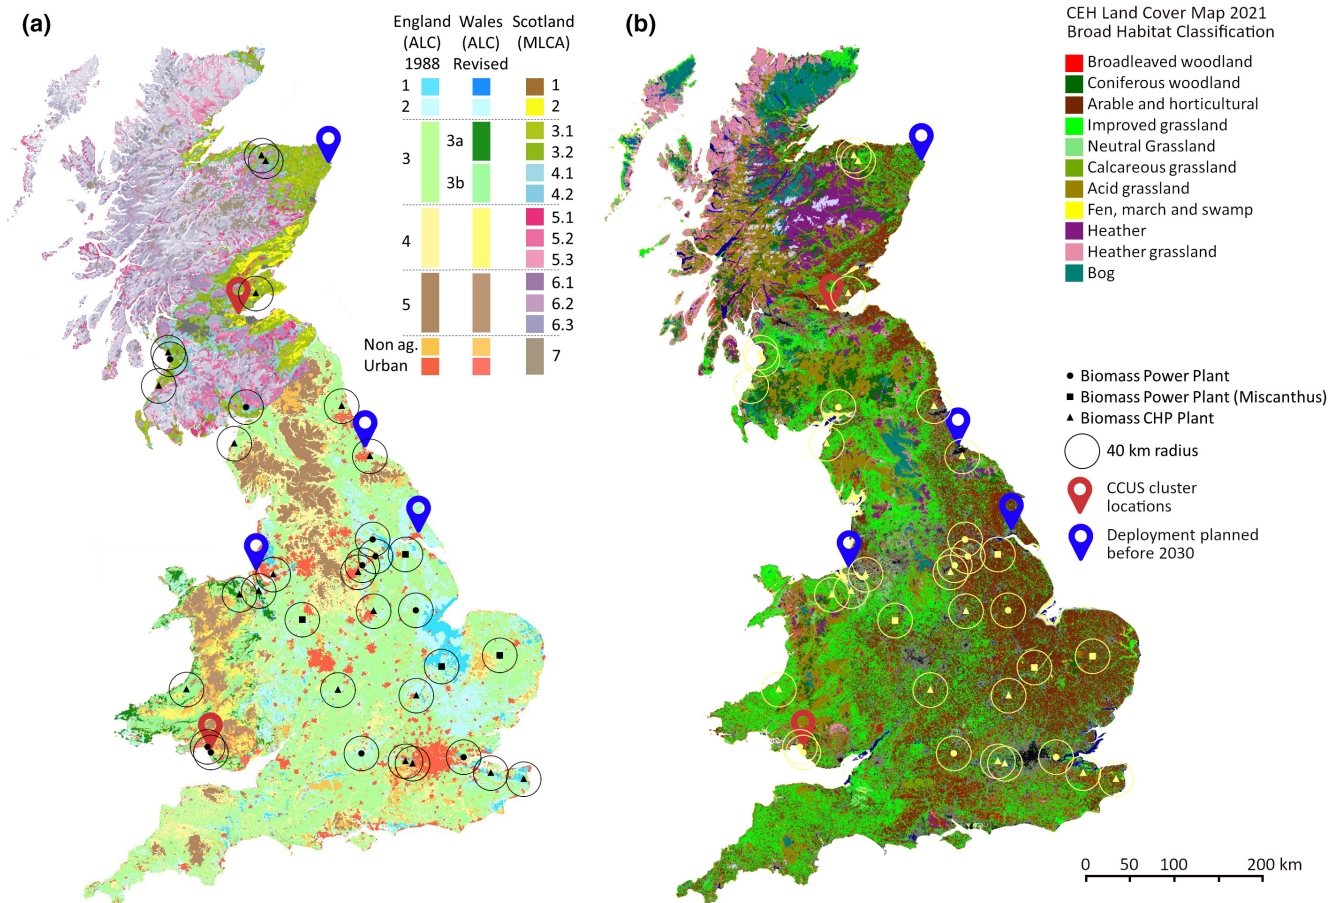 (a)
England
(ALC)
1988
Wales
(ALC)
Revised
Scotland
(MLCA)
1
2
3
3a
3b
4
5
Non ag.
Urban
1
2
3.1
3.2
4.1
4.2
5.1
5.2
5.3
6.1
6.2
6.3
7
(b)
CEH Land Cover Map 2021
Broad Habitat Classification
Broadleaved woodland
Coniferous woodland
Arable and horticultural
Improved grassland
Neutral Grassland
Calcareous grassland
Acid grassland
Fen, march and swamp
Heather
Heather grassland
Bog
Biomass Power Plant
Biomass Power Plant (Miscanthus)
Biomass CHP Plant
40 km radius
CCUS cluster
locations
Deployment planned
before 2030
0 50 100 200 km